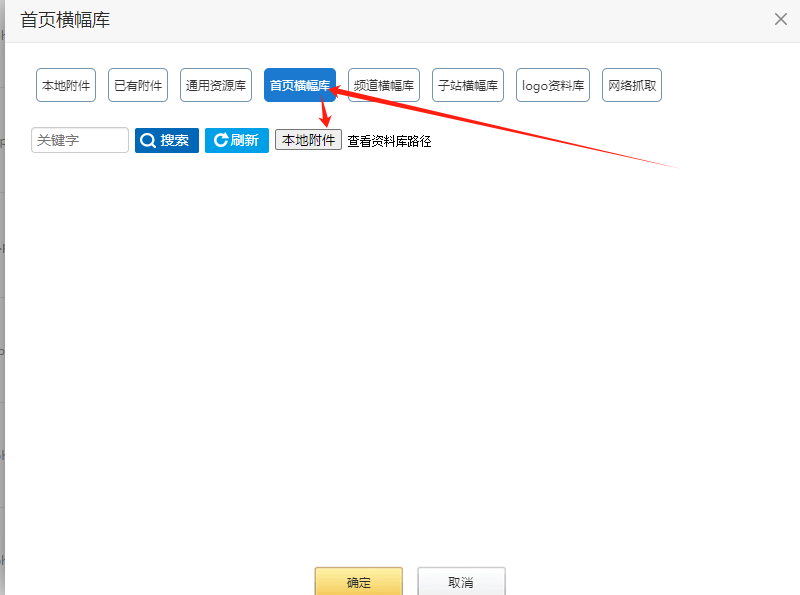 首页横幅库
本地附件 已有附件 通用资源库 首页横幅库 频道横幅库 子站横幅库 logo资料库 网络抓取
关键字 搜索 刷新 本地附件 查看资料库路径
确定 取消